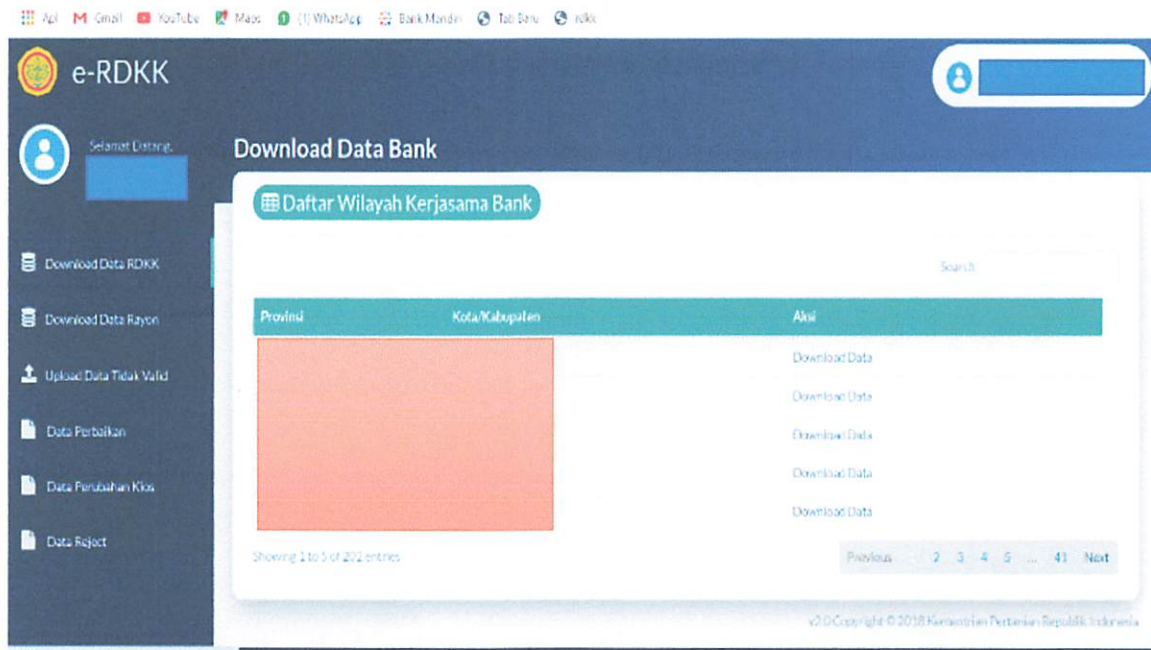 Apl Gmail YouTube Maps (1) WhatsApp Bank Mandiri Tab Baru rdkk
e-RDKK
Selamat Datang,
Download Data Bank
Daftar Wilayah Kerjasama Bank
Download Data RDKK
Download Data Rayon
Upload Data Tidak Valid
Data Perbaikan
Data Perubahan Kios
Data Reject
Search
Provinsi Kota/Kabupaten Aksi
Download Data
Download Data
Download Data
Download Data
Download Data
Showing 1 to 5 of 202 entries
Previous 2 3 4 5 ... 41 Next
v2.0 Copyright © 2018 Kementrian Pertanian Republik Indonesia